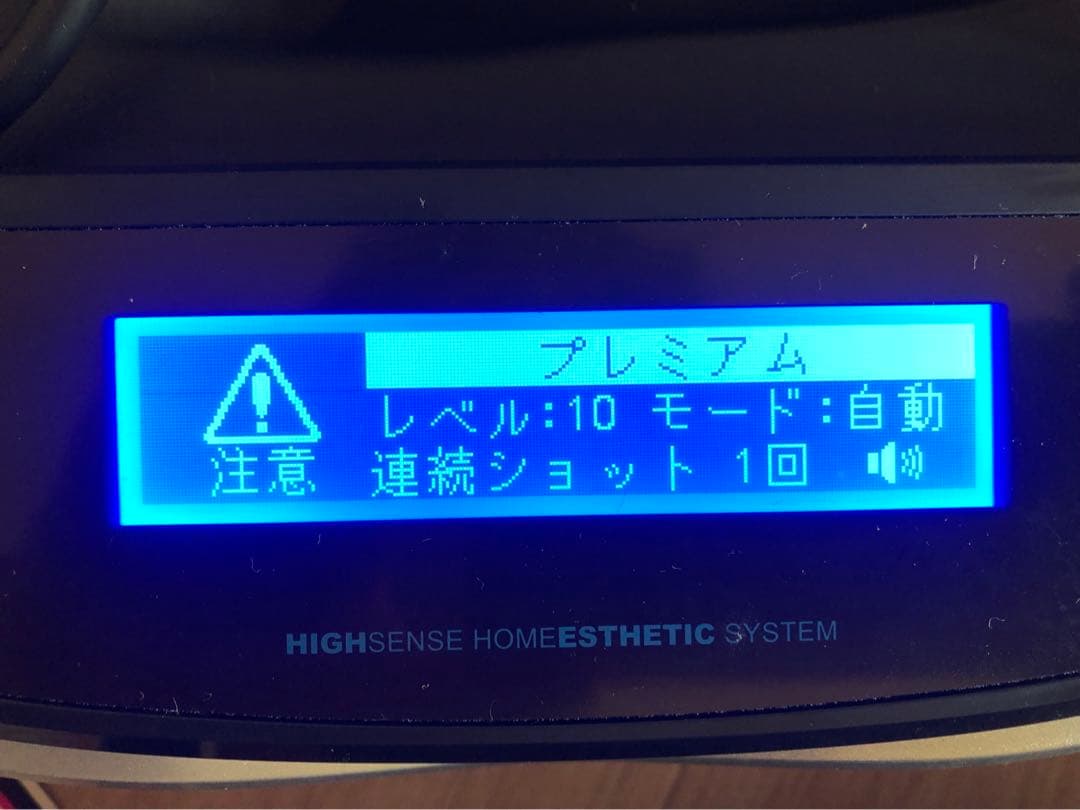 プレミアム
レベル:10 モード:自動
注意 連続ショット 1回
HIGHSENSE HOMEESTHETIC SYSTEM